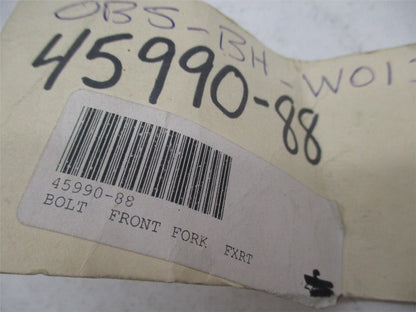 OBS-BH-W01-
45990-88
45990-88
BOLT FRONT FORK FXRT